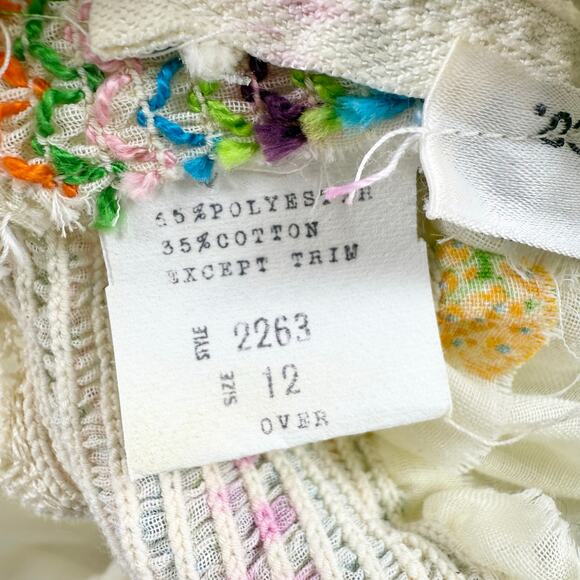 65%POLYESTER
35%COTTON
EXCEPT TRIM
STYLE 2263
SIZE 12
OVER